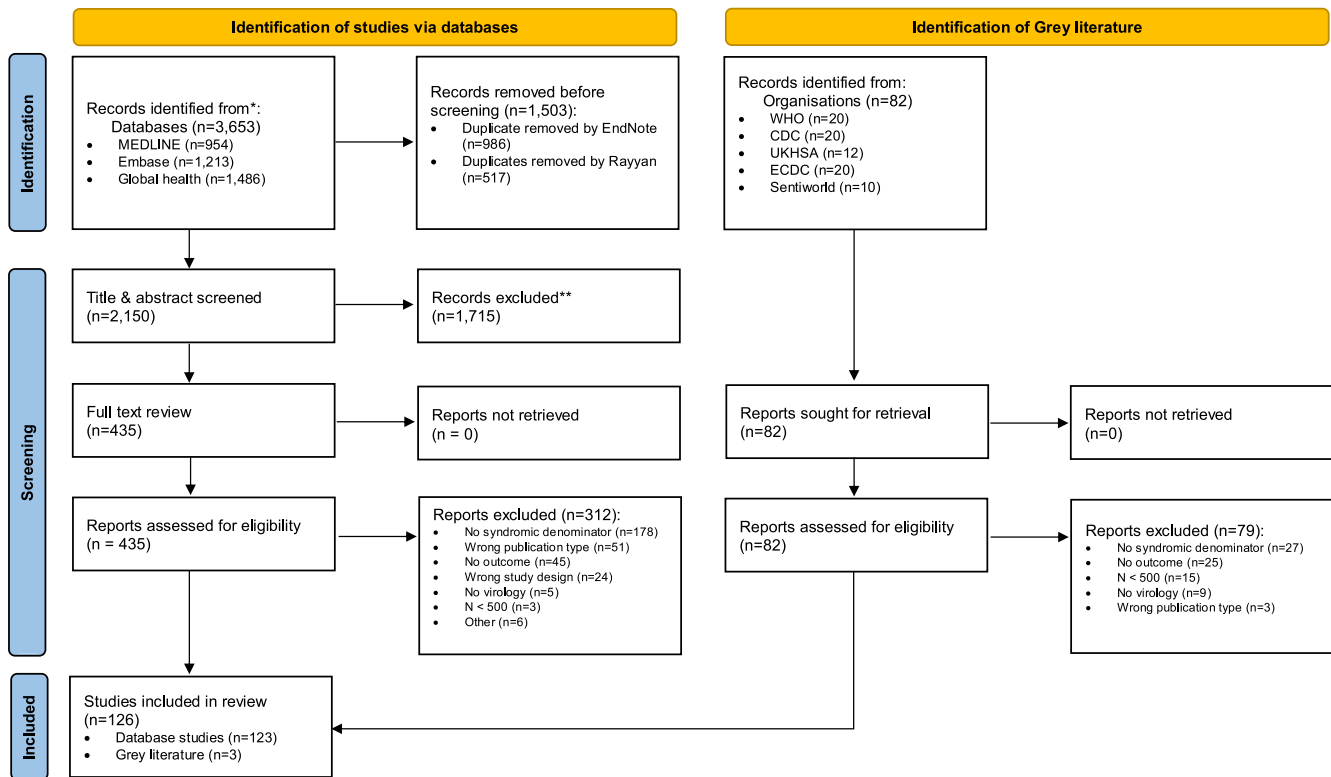 Identification of studies via databases
Identification of Grey literature
Identification
Records identified from*:
Databases (n=3,653)
• MEDLINE (n=954)
• Embase (n=1,213)
• Global health (n=1,486)
Records removed before
screening (n=1,503):
• Duplicate removed by EndNote
(n=986)
• Duplicates removed by Rayyan
(n=517)
Records identified from:
Organisations (n=82)
• WHO (n=20)
• CDC (n=20)
• UKHSA (n=12)
• ECDC (n=20)
• Sentiworld (n=10)
Screening
Title & abstract screened
(n=2,150)
Records excluded**
(n=1,715)
Full text review
(n=435)
Reports not retrieved
(n = 0)
Reports sought for retrieval
(n=82)
Reports not retrieved
(n=0)
Reports assessed for eligibility
(n = 435)
Reports excluded (n=312):
• No syndromic denominator (n=178)
• Wrong publication type (n=51)
• No outcome (n=45)
• Wrong study design (n=24)
• No virology (n=5)
• N < 500 (n=3)
• Other (n=6)
Reports assessed for eligibility
(n=82)
Reports excluded (n=79):
• No syndromic denominator (n=27)
• No outcome (n=25)
• N < 500 (n=15)
• No virology (n=9)
• Wrong publication type (n=3)
Included
Studies included in review
(n=126)
• Database studies (n=123)
• Grey literature (n=3)